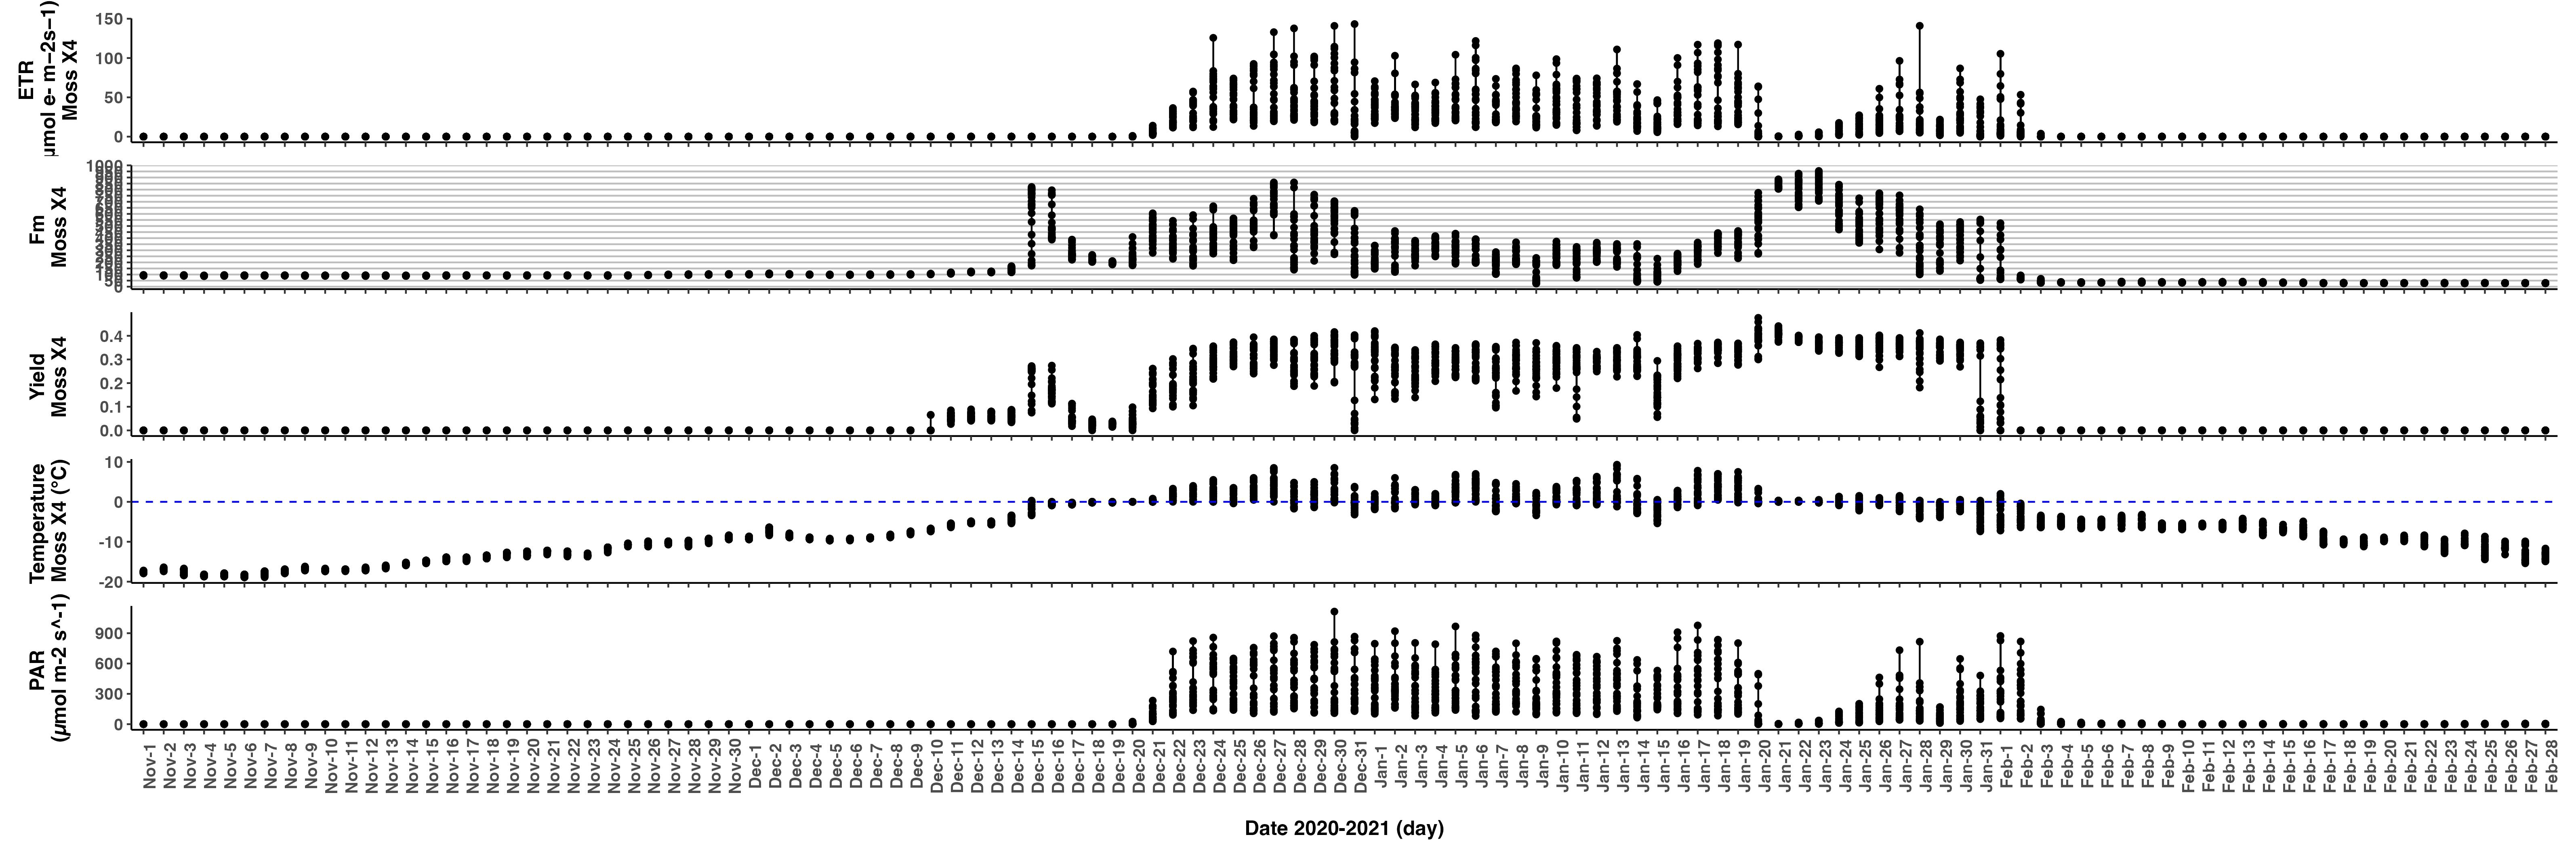 ETR
μmol e- m−2s−1)
Moss X4
150
100
50
0
Fm
Moss X4
1000
0
Yield
Moss X4
0.4
0.3
0.2
0.1
0.0
Temperature
Moss X4 (°C)
10
0
-10
-20
PAR
(μmol m-2 s^-1)
900
600
300
0
Nov-1
Nov-2
Nov-3
Nov-4
Nov-5
Nov-6
Nov-7
Nov-8
Nov-9
Nov-10
Nov-11
Nov-12
Nov-13
Nov-14
Nov-15
Nov-16
Nov-17
Nov-18
Nov-19
Nov-20
Nov-21
Nov-22
Nov-23
Nov-24
Nov-25
Nov-26
Nov-27
Nov-28
Nov-29
Nov-30
Dec-1
Dec-2
Dec-3
Dec-4
Dec-5
Dec-6
Dec-7
Dec-8
Dec-9
Dec-10
Dec-11
Dec-12
Dec-13
Dec-14
Dec-15
Dec-16
Dec-17
Dec-18
Dec-19
Dec-20
Dec-21
Dec-22
Dec-23
Dec-24
Dec-25
Dec-26
Dec-27
Dec-28
Dec-29
Dec-30
Dec-31
Jan-1
Jan-2
Jan-3
Jan-4
Jan-5
Jan-6
Jan-7
Jan-8
Jan-9
Jan-10
Jan-11
Jan-12
Jan-13
Jan-14
Jan-15
Jan-16
Jan-17
Jan-18
Jan-19
Jan-20
Jan-21
Jan-22
Jan-23
Jan-24
Jan-25
Jan-26
Jan-27
Jan-28
Jan-29
Jan-30
Jan-31
Feb-1
Feb-2
Feb-3
Feb-4
Feb-5
Feb-6
Feb-7
Feb-8
Feb-9
Feb-10
Feb-11
Feb-12
Feb-13
Feb-14
Feb-15
Feb-16
Feb-17
Feb-18
Feb-19
Feb-20
Feb-21
Feb-22
Feb-23
Feb-24
Feb-25
Feb-26
Feb-27
Feb-28
Date 2020-2021 (day)